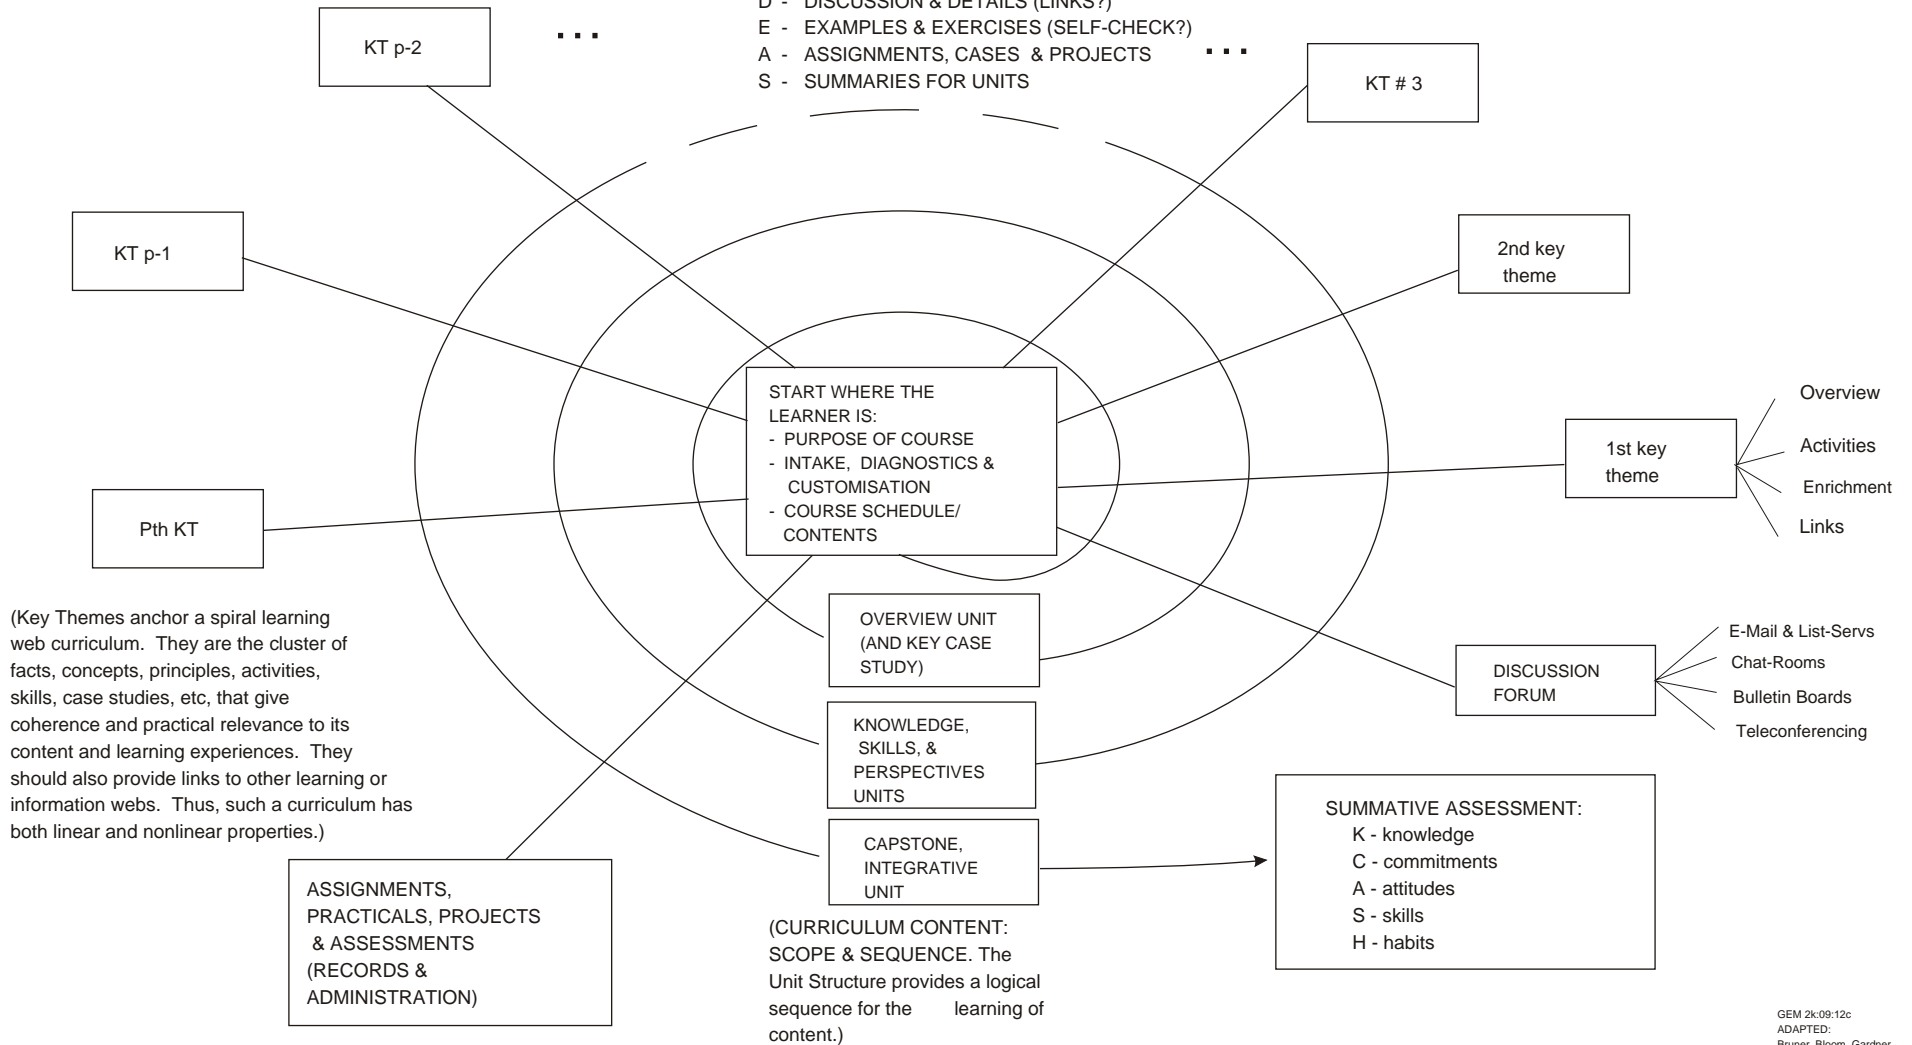 D - DISCUSSION & DETAILS (LINKS?)
E - EXAMPLES & EXERCISES (SELF-CHECK?)
A - ASSIGNMENTS, CASES & PROJECTS
S - SUMMARIES FOR UNITS
KT p-2
...
...
KT # 3
KT p-1
2nd key
theme
START WHERE THE
LEARNER IS:
- PURPOSE OF COURSE
- INTAKE, DIAGNOSTICS &
CUSTOMISATION
- COURSE SCHEDULE/
CONTENTS
1st key
theme
Overview
Activities
Enrichment
Links
Pth KT
(Key Themes anchor a spiral learning
web curriculum. They are the cluster of
facts, concepts, principles, activities,
skills, case studies, etc, that give
coherence and practical relevance to its
content and learning experiences. They
should also provide links to other learning or
information webs. Thus, such a curriculum has
both linear and nonlinear properties.)
OVERVIEW UNIT
(AND KEY CASE
STUDY)
DISCUSSION
FORUM
E-Mail & List-Servs
Chat-Rooms
Bulletin Boards
Teleconferencing
KNOWLEDGE,
SKILLS, &
PERSPECTIVES
UNITS
CAPSTONE,
INTEGRATIVE
UNIT
SUMMATIVE ASSESSMENT:
K - knowledge
C - commitments
A - attitudes
S - skills
H - habits
ASSIGNMENTS,
PRACTICALS, PROJECTS
& ASSESSMENTS
(RECORDS &
ADMINISTRATION)
(CURRICULUM CONTENT:
SCOPE & SEQUENCE. The
Unit Structure provides a logical
sequence for the learning of
content.)
GEM 2k:09:12c
ADAPTED:
Bruner, Bloom, Gardner